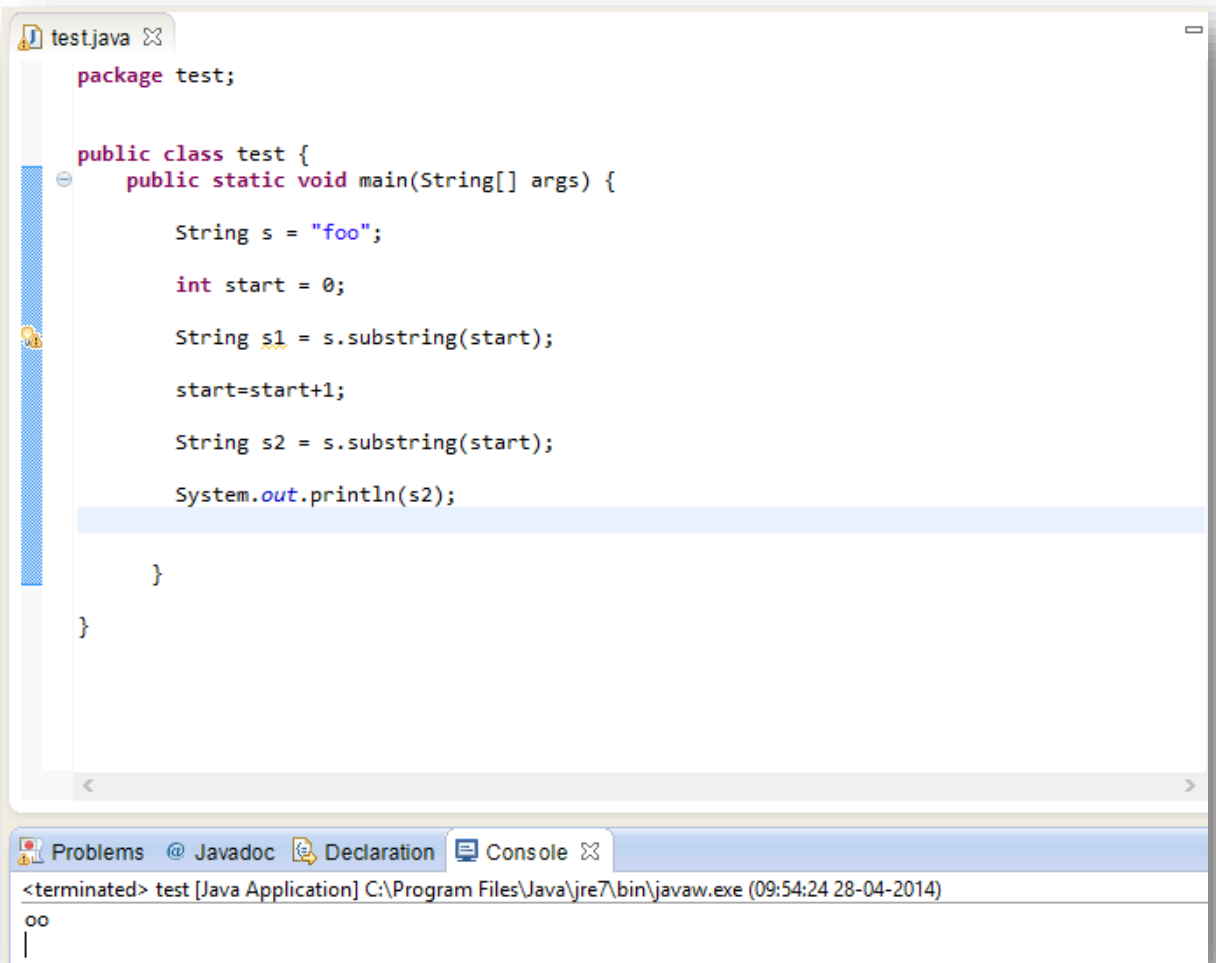 test.java
package test;
public class test {
public static void main(String[] args) {
String s = "foo";
int start = 0;
String s1 = s.substring(start);
start=start+1;
String s2 = s.substring(start);
System.out.println(s2);
}
}
Problems @ Javadoc Declaration Console
<terminated> test [Java Application] C:\Program Files\Java\jre7\bin\javaw.exe (09:54:24 28-04-2014)
oo